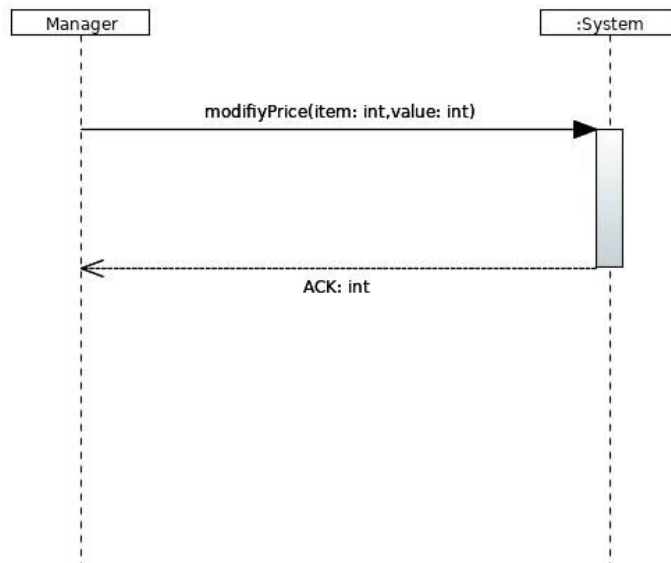 Manager
:System
modifiyPrice(item: int,value: int)
ACK: int